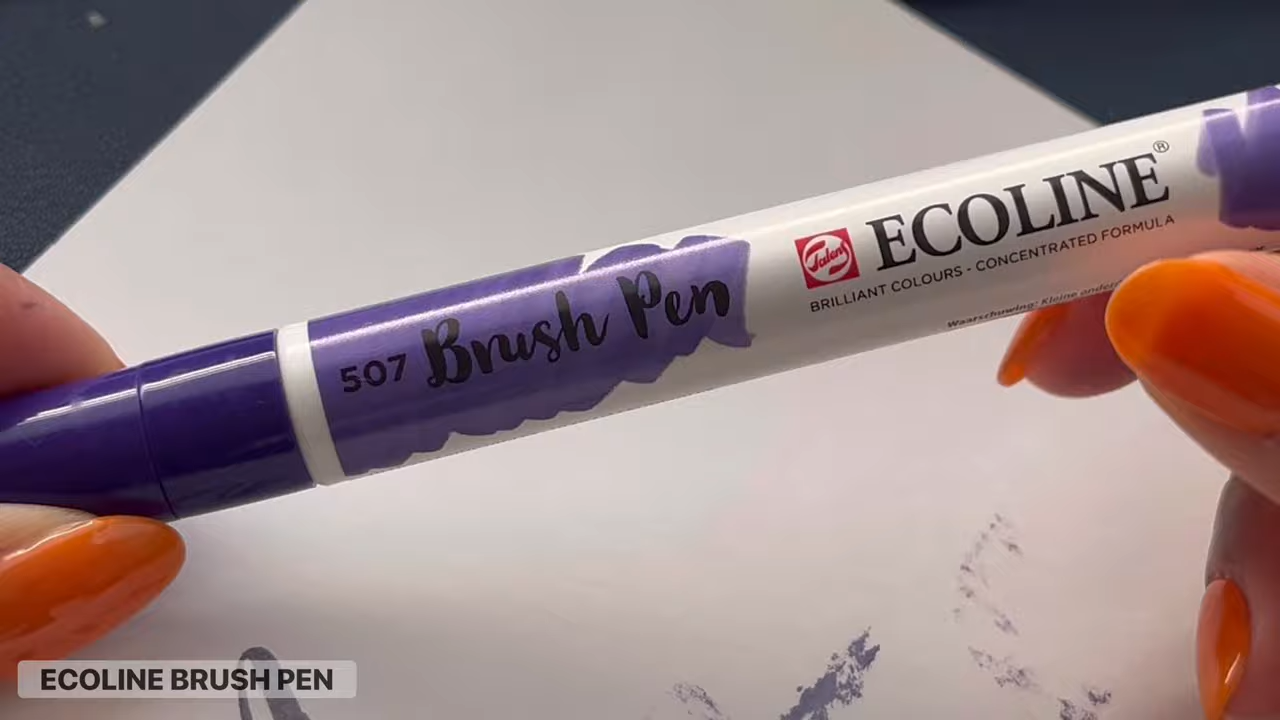 507 Brush Pen
Talens
ECOLINE®
BRILLIANT COLOURS - CONCENTRATED FORMULA
Waarschuwing: Kleine onder
ECOLINE BRUSH PEN